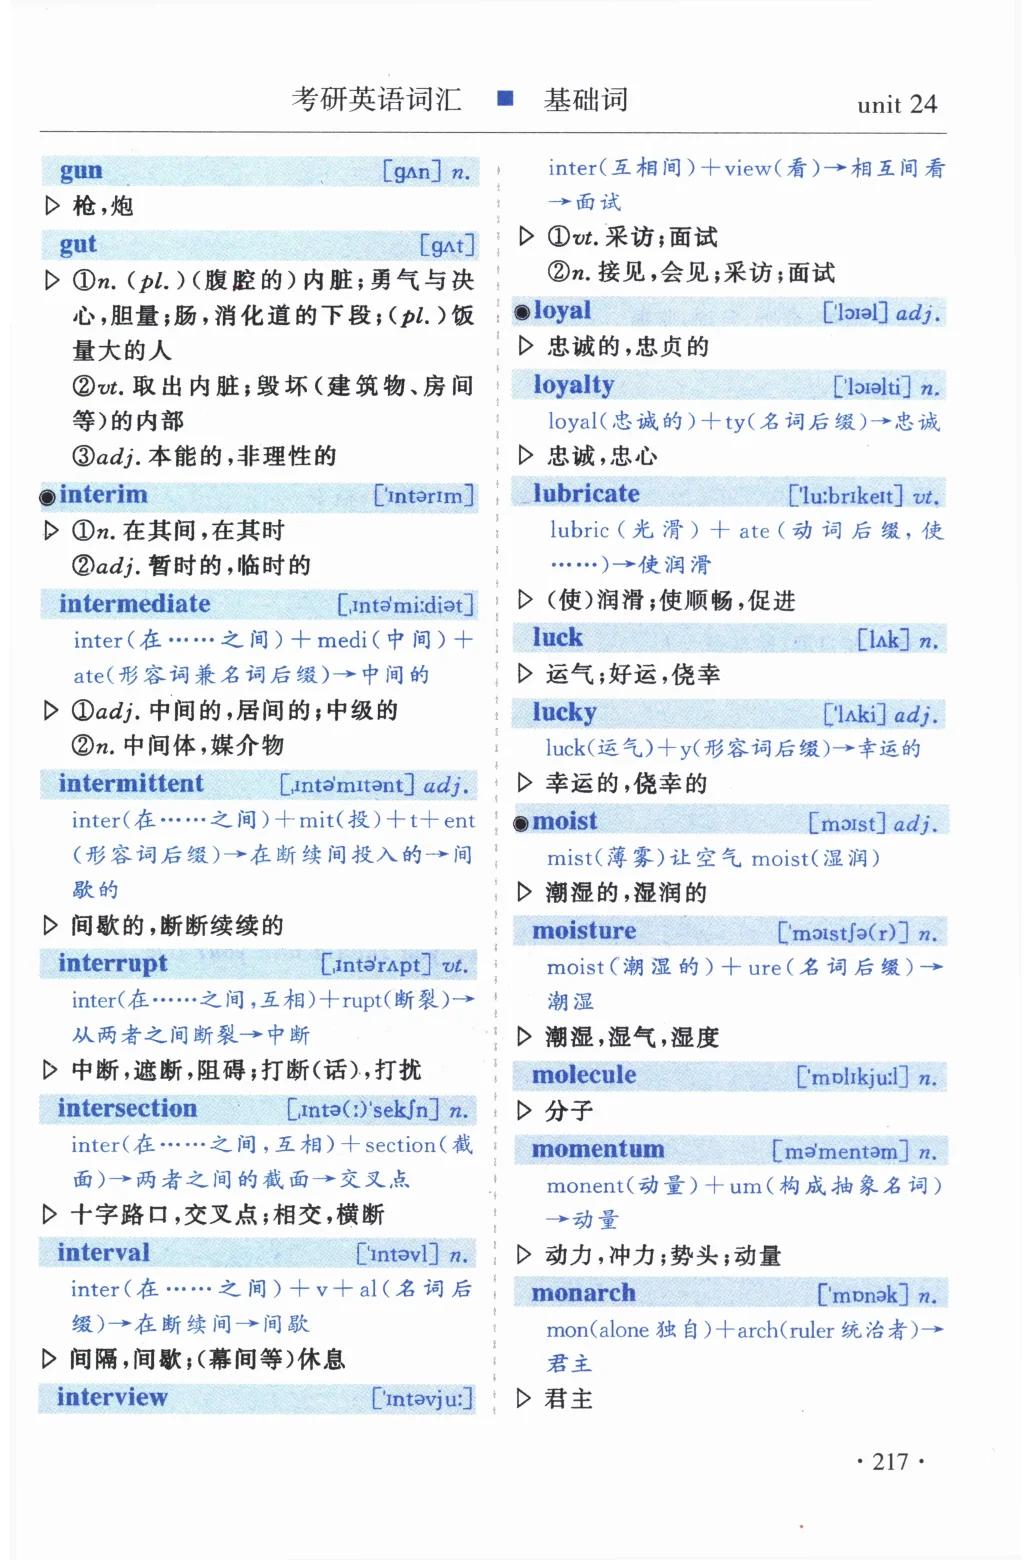 考研英语词汇 ■ 基础词
unit 24
gun [gʌn] n.
▷ 枪,炮
gut [gʌt]
▷ ①n. (pl.)(腹腔的)内脏;勇气与决
心,胆量;肠,消化道的下段;(pl.)饭
量大的人
②vt. 取出内脏;毁坏(建筑物、房间
等)的内部
③adj. 本能的,非理性的
◉interim ['ɪntərɪm]
▷ ①n. 在其间,在其时
②adj. 暂时的,临时的
intermediate [ˌɪntə'miːdiət]
inter(在……之间)+medi(中间)+
ate(形容词兼名词后缀)→中间的
▷ ①adj. 中间的,居间的;中级的
②n. 中间体,媒介物
intermittent [ˌɪntə'mɪtənt] adj.
inter(在……之间)+mit(投)+t+ent
(形容词后缀)→在断续间投入的→间
歇的
▷ 间歇的,断断续续的
interrupt [ˌɪntərʌpt] vt.
inter(在……之间,互相)+rupt(断裂)→
从两者之间断裂→中断
▷ 中断,遮断,阻碍;打断(话),打扰
intersection [ˌɪntə(ː)'sekʃn] n.
inter(在……之间,互相)+section(截
面)→两者之间的截面→交叉点
▷ 十字路口,交叉点;相交,横断
interval ['ɪntəvl] n.
inter(在……之间)+v+al(名词后
缀)→在断续间→间歇
▷ 间隔,间歇;(幕间等)休息
interview ['ɪntəvjuː]
inter(互相间)+view(看)→相互间看
→面试
▷ ①vt. 采访;面试
②n. 接见,会见;采访;面试
◉loyal ['lɔɪəl] adj.
▷ 忠诚的,忠贞的
loyalty ['lɔɪəlti] n.
loyal(忠诚的)+ty(名词后缀)→忠诚
▷ 忠诚,忠心
lubricate ['luːbrɪkeɪt] vt.
lubric(光滑)+ate(动词后缀,使
……)→使润滑
▷ (使)润滑;使顺畅,促进
luck [lʌk] n.
▷ 运气;好运,侥幸
lucky ['lʌki] adj.
luck(运气)+y(形容词后缀)→幸运的
▷ 幸运的,侥幸的
◉moist [mɔɪst] adj.
mist(薄雾)让空气 moist(湿润)
▷ 潮湿的,湿润的
moisture ['mɔɪstʃə(r)] n.
moist(潮湿的)+ure(名词后缀)→
潮湿
▷ 潮湿,湿气,湿度
molecule ['mɒlɪkjuːl] n.
▷ 分子
momentum [mə'mentəm] n.
monent(动量)+um(构成抽象名词)
→动量
▷ 动力,冲力;势头;动量
monarch ['mɒnək] n.
mon(alone 独自)+arch(ruler 统治者)→
君主
▷ 君主
·217·